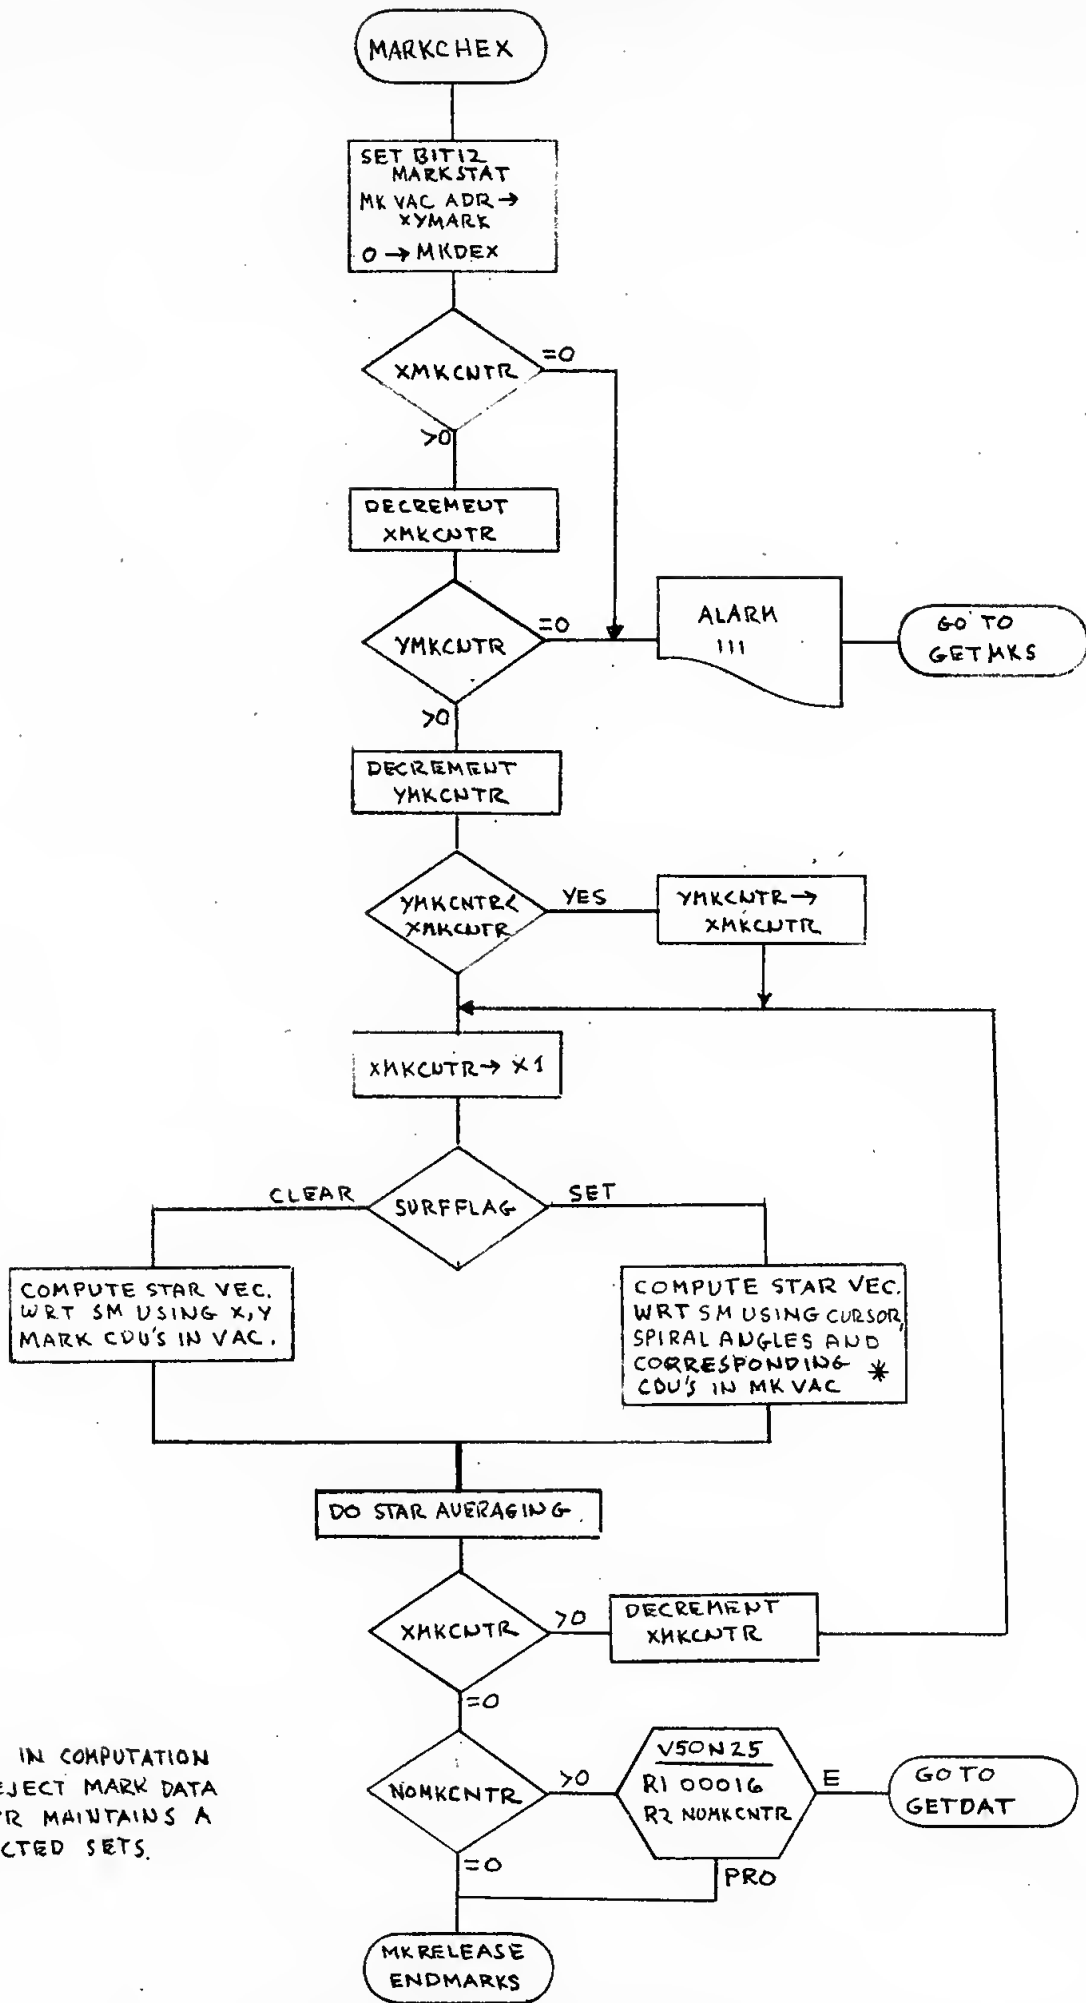 MARKCHEX
SET BIT12
MARKSTAT
MK VAC ADR →
XYMARK
0 → MKDEX
XMKCNTR
=0
>0
DECREMENT
XMKCNTR
YMKCNTR
=0
ALARM
111
GO TO
GETMKS
>0
DECREMENT
YMKCNTR
YMKCNTR<
XMKCNTR
YES
YMKCNTR →
XMKCNTR
XMKCNTR → X1
SURFFLAG
CLEAR
SET
COMPUTE STAR VEC.
WRT SM USING X,Y
MARK CDU'S IN VAC.
COMPUTE STAR VEC.
WRT SM USING CURSOR,
SPIRAL ANGLES AND
CORRESPONDING
CDU'S IN MKVAC *
DO STAR AVERAGING
XMKCNTR
>0
DECREMENT
XMKCNTR
=0
NOMKCNTR
>0
V50N25
R1 00016
R2 NOMKCNTR
E
GO TO
GETDAT
=0
PRO
IN COMPUTATION
EJECT MARK DATA
R MAINTAINS A
CTED SETS.
MKRELEASE
ENDMARKS